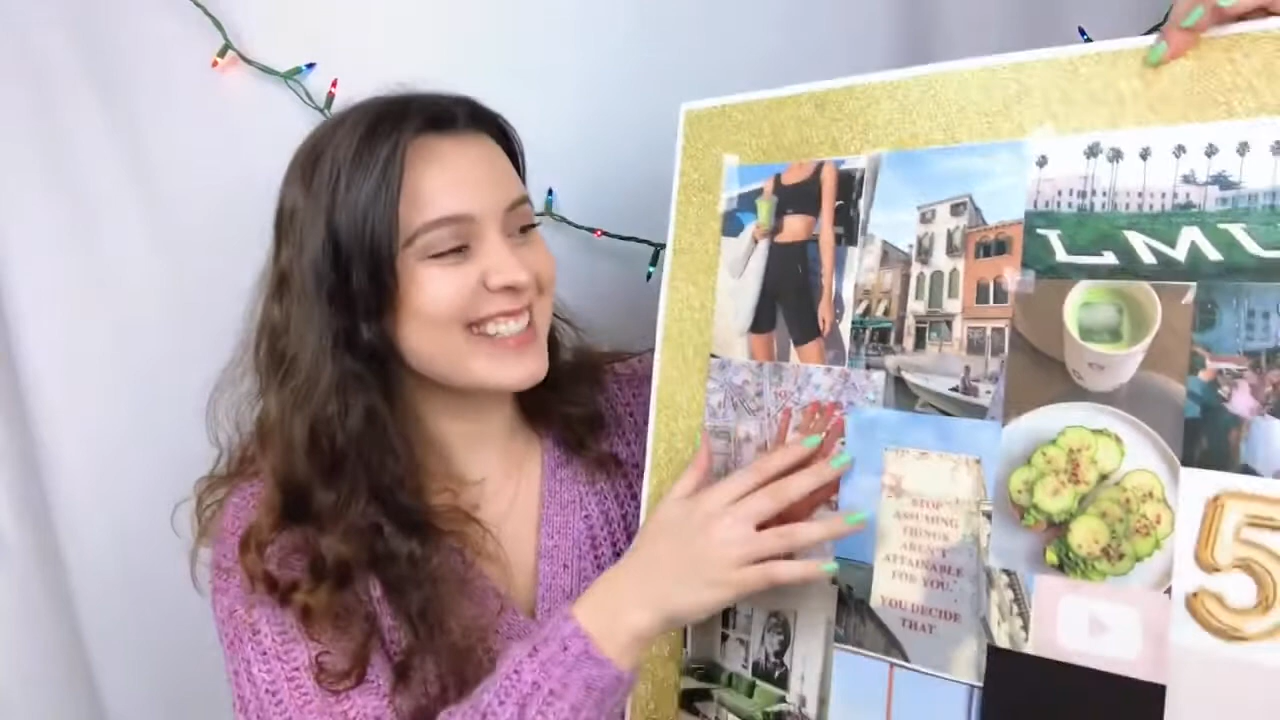 LMU
"STOP
ASSUMING
THINGS
AREN'T
ATTAINABLE
FOR YOU."
YOU DECIDE
THAT
5